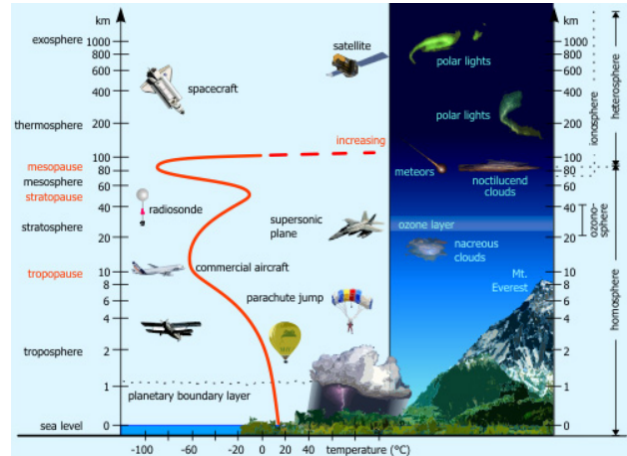 km
exosphere
1000
800
600
400
thermosphere
200
100
mesopause
80
mesosphere
60
stratopause
40
stratosphere
20
tropopause
10
8
6
4
troposphere
2
1
planetary boundary layer
sea level
0
spacecraft
satellite
increasing
radiosonde
supersonic
plane
commercial aircraft
parachute jump
polar lights
polar lights
meteors
noctilucend
clouds
ozone layer
nacreous
clouds
Mt.
Everest
km
1000
800
600
400
200
100
80
60
40
20
10
8
6
4
2
1
0
ionosphere
heterosphere
ozono-
sphere
homosphere
-100 -60 -20 0 20 40 temperature (°C)